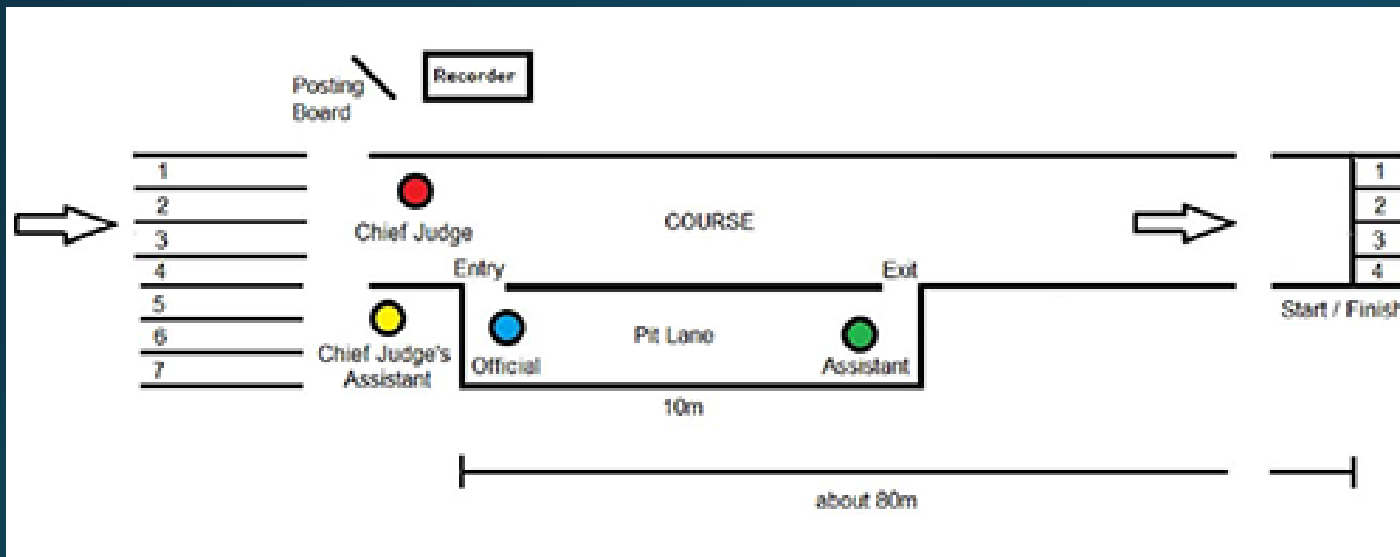 Posting
Board
Recorder
1
2
3
4
5
6
7
Chief Judge
COURSE
Entry
Exit
Chief Judge's
Assistant
Official
Pit Lane
Assistant
10m
1
2
3
4
Start / Finish
about 80m